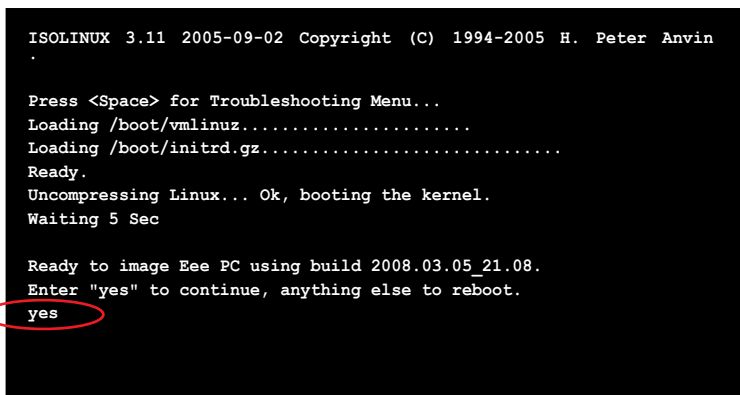 ISOLINUX 3.11 2005-09-02 Copyright (C) 1994-2005 H. Peter Anvin
.
Press <Space> for Troubleshooting Menu...
Loading /boot/vmlinuz.......................
Loading /boot/initrd.gz..............................
Ready.
Uncompressing Linux... Ok, booting the kernel.
Waiting 5 Sec
Ready to image Eee PC using build 2008.03.05_21.08.
Enter "yes" to continue, anything else to reboot.
yes